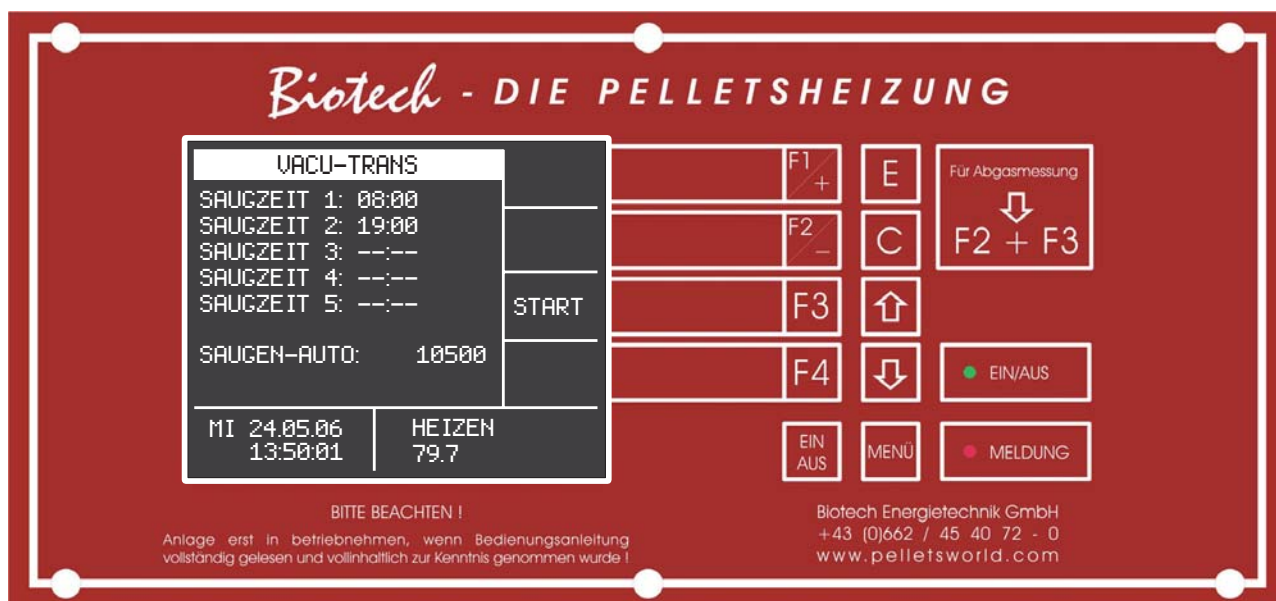 Biotech - DIE PELLETSHEIZUNG
VACU-TRANS
SAUGZEIT 1: 08:00
SAUGZEIT 2: 19:00
SAUGZEIT 3: --:--
SAUGZEIT 4: --:--
SAUGZEIT 5: --:--
START
SAUGEN-AUTO: 10500
MI 24.05.06
13:50:01
HEIZEN
79.7
F1 / +
E
F2 / -
C
F3
F4
Für Abgasmessung
F2 + F3
EIN/AUS
EIN
AUS
MENÜ
MELDUNG
BITTE BEACHTEN !
Anlage erst in betriebnehmen, wenn Bedienungsanleitung
vollständig gelesen und vollinhaltlich zur Kenntnis genommen wurde !
Biotech Energietechnik GmbH
+43 (0)662 / 45 40 72 - 0
www.pelletsworld.com